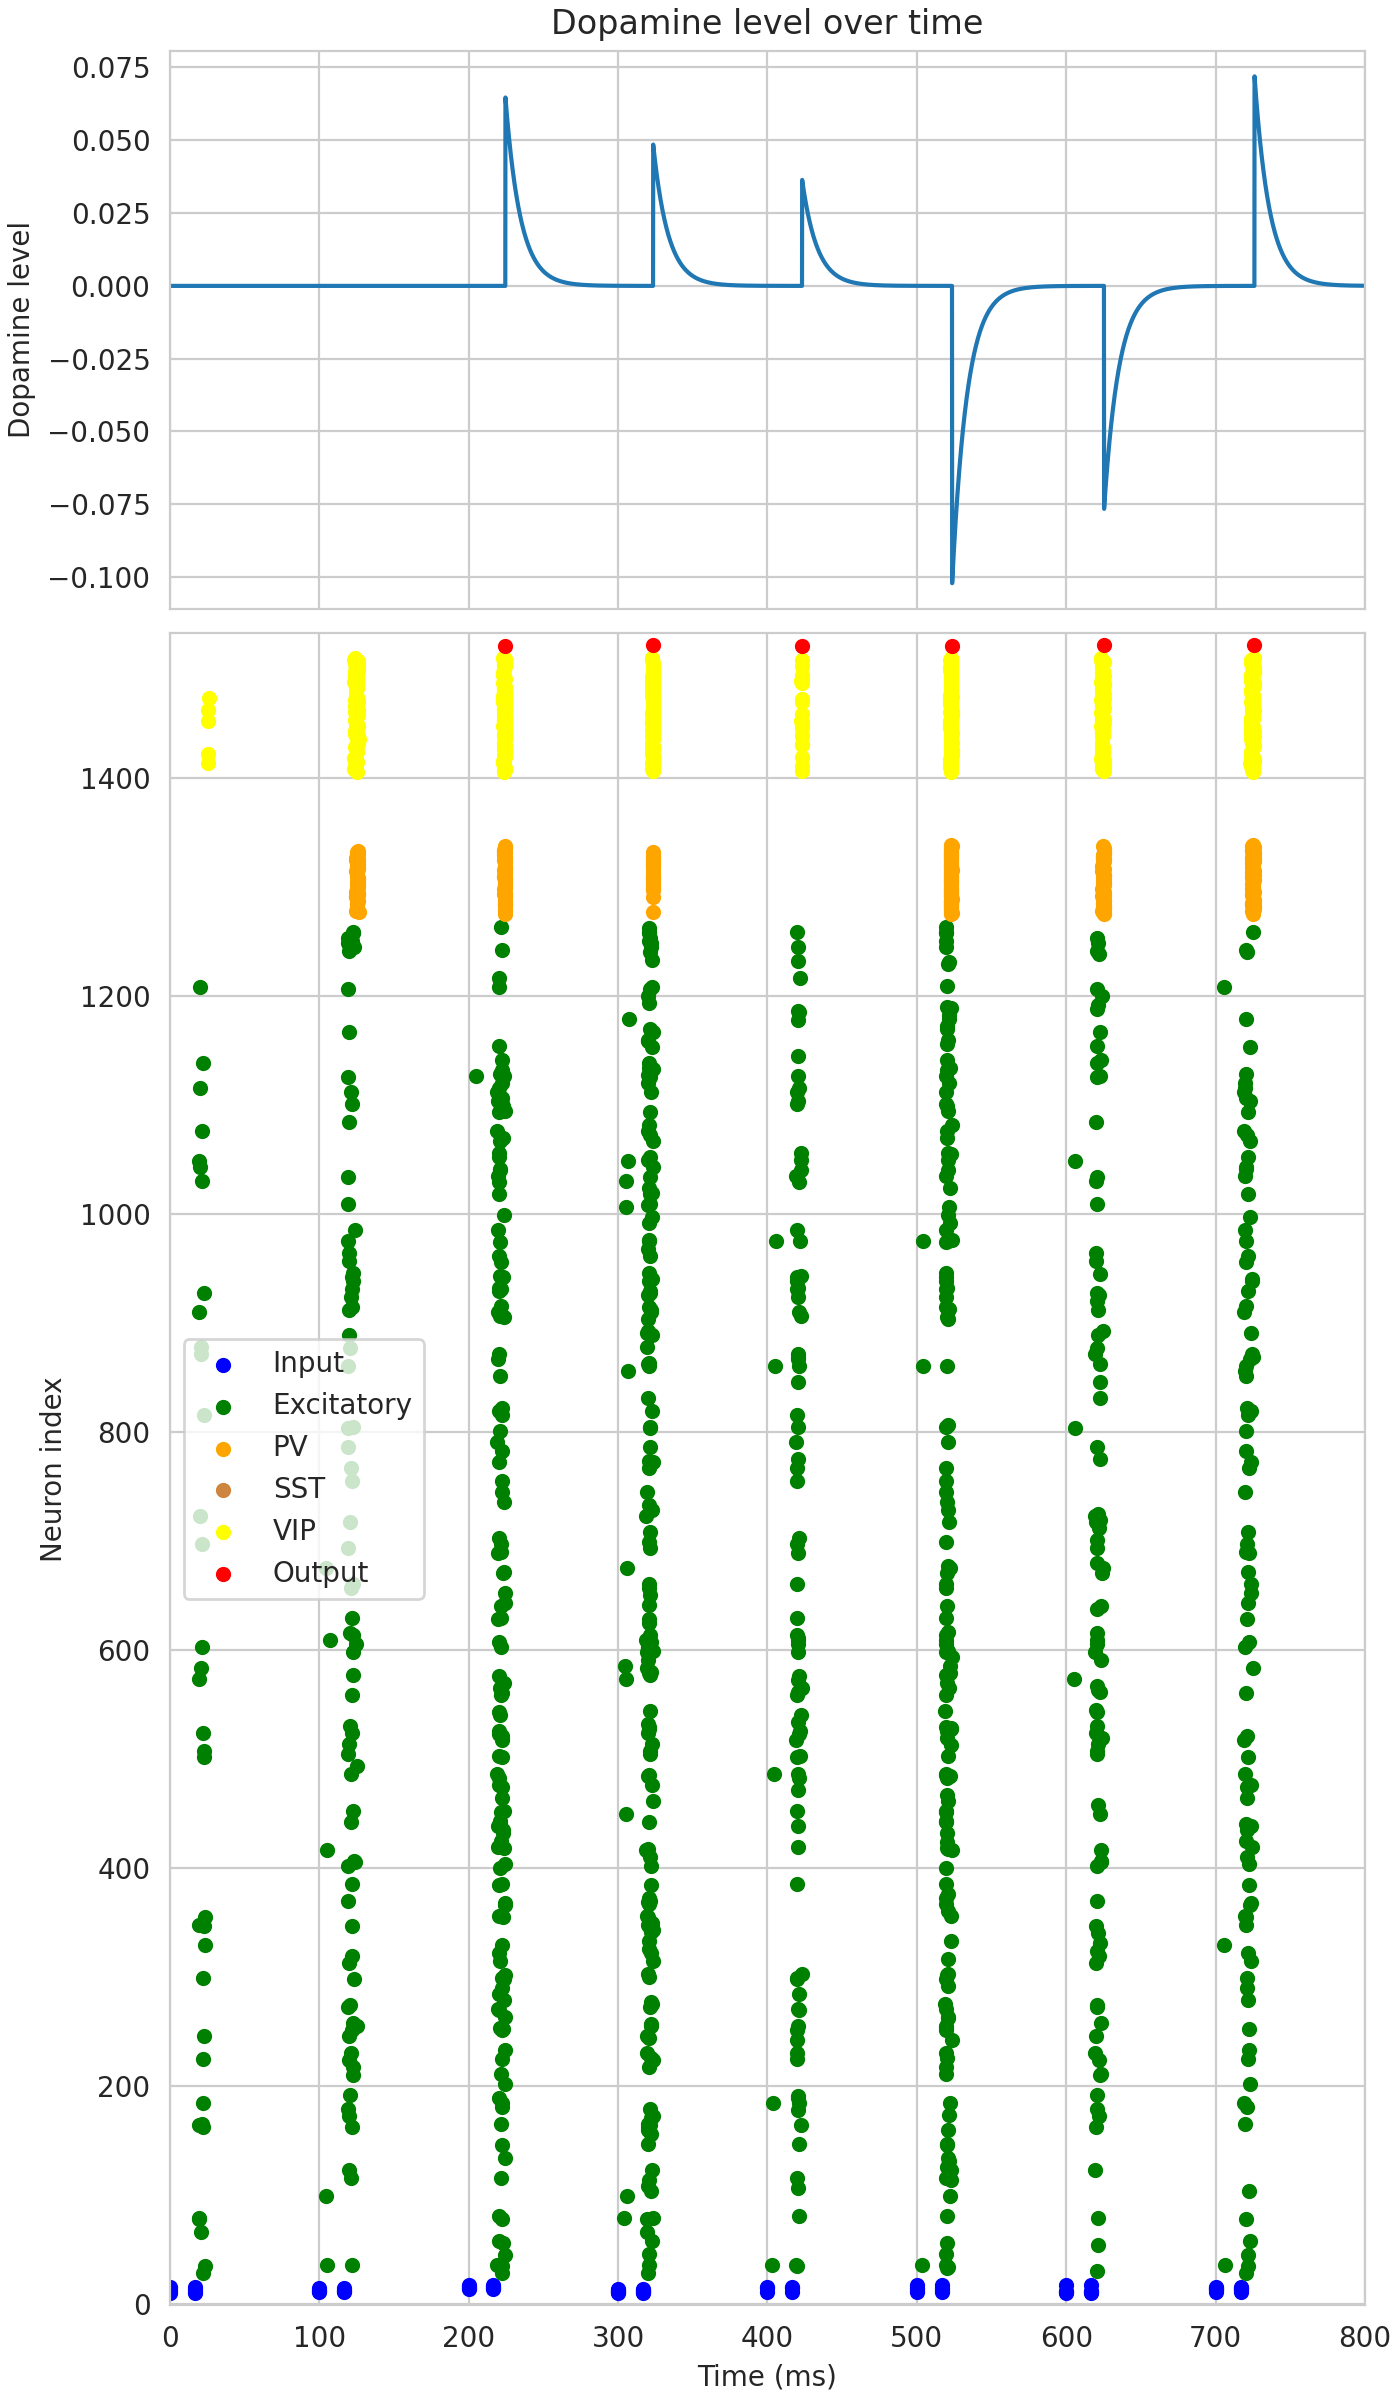 Dopamine level over time
0.075
0.050
0.025
0.000
−0.025
−0.050
−0.075
−0.100
Dopamine level
1400
1200
1000
800
600
400
200
0
Neuron index
Input
Excitatory
PV
SST
VIP
Output
0 100 200 300 400 500 600 700 800
Time (ms)